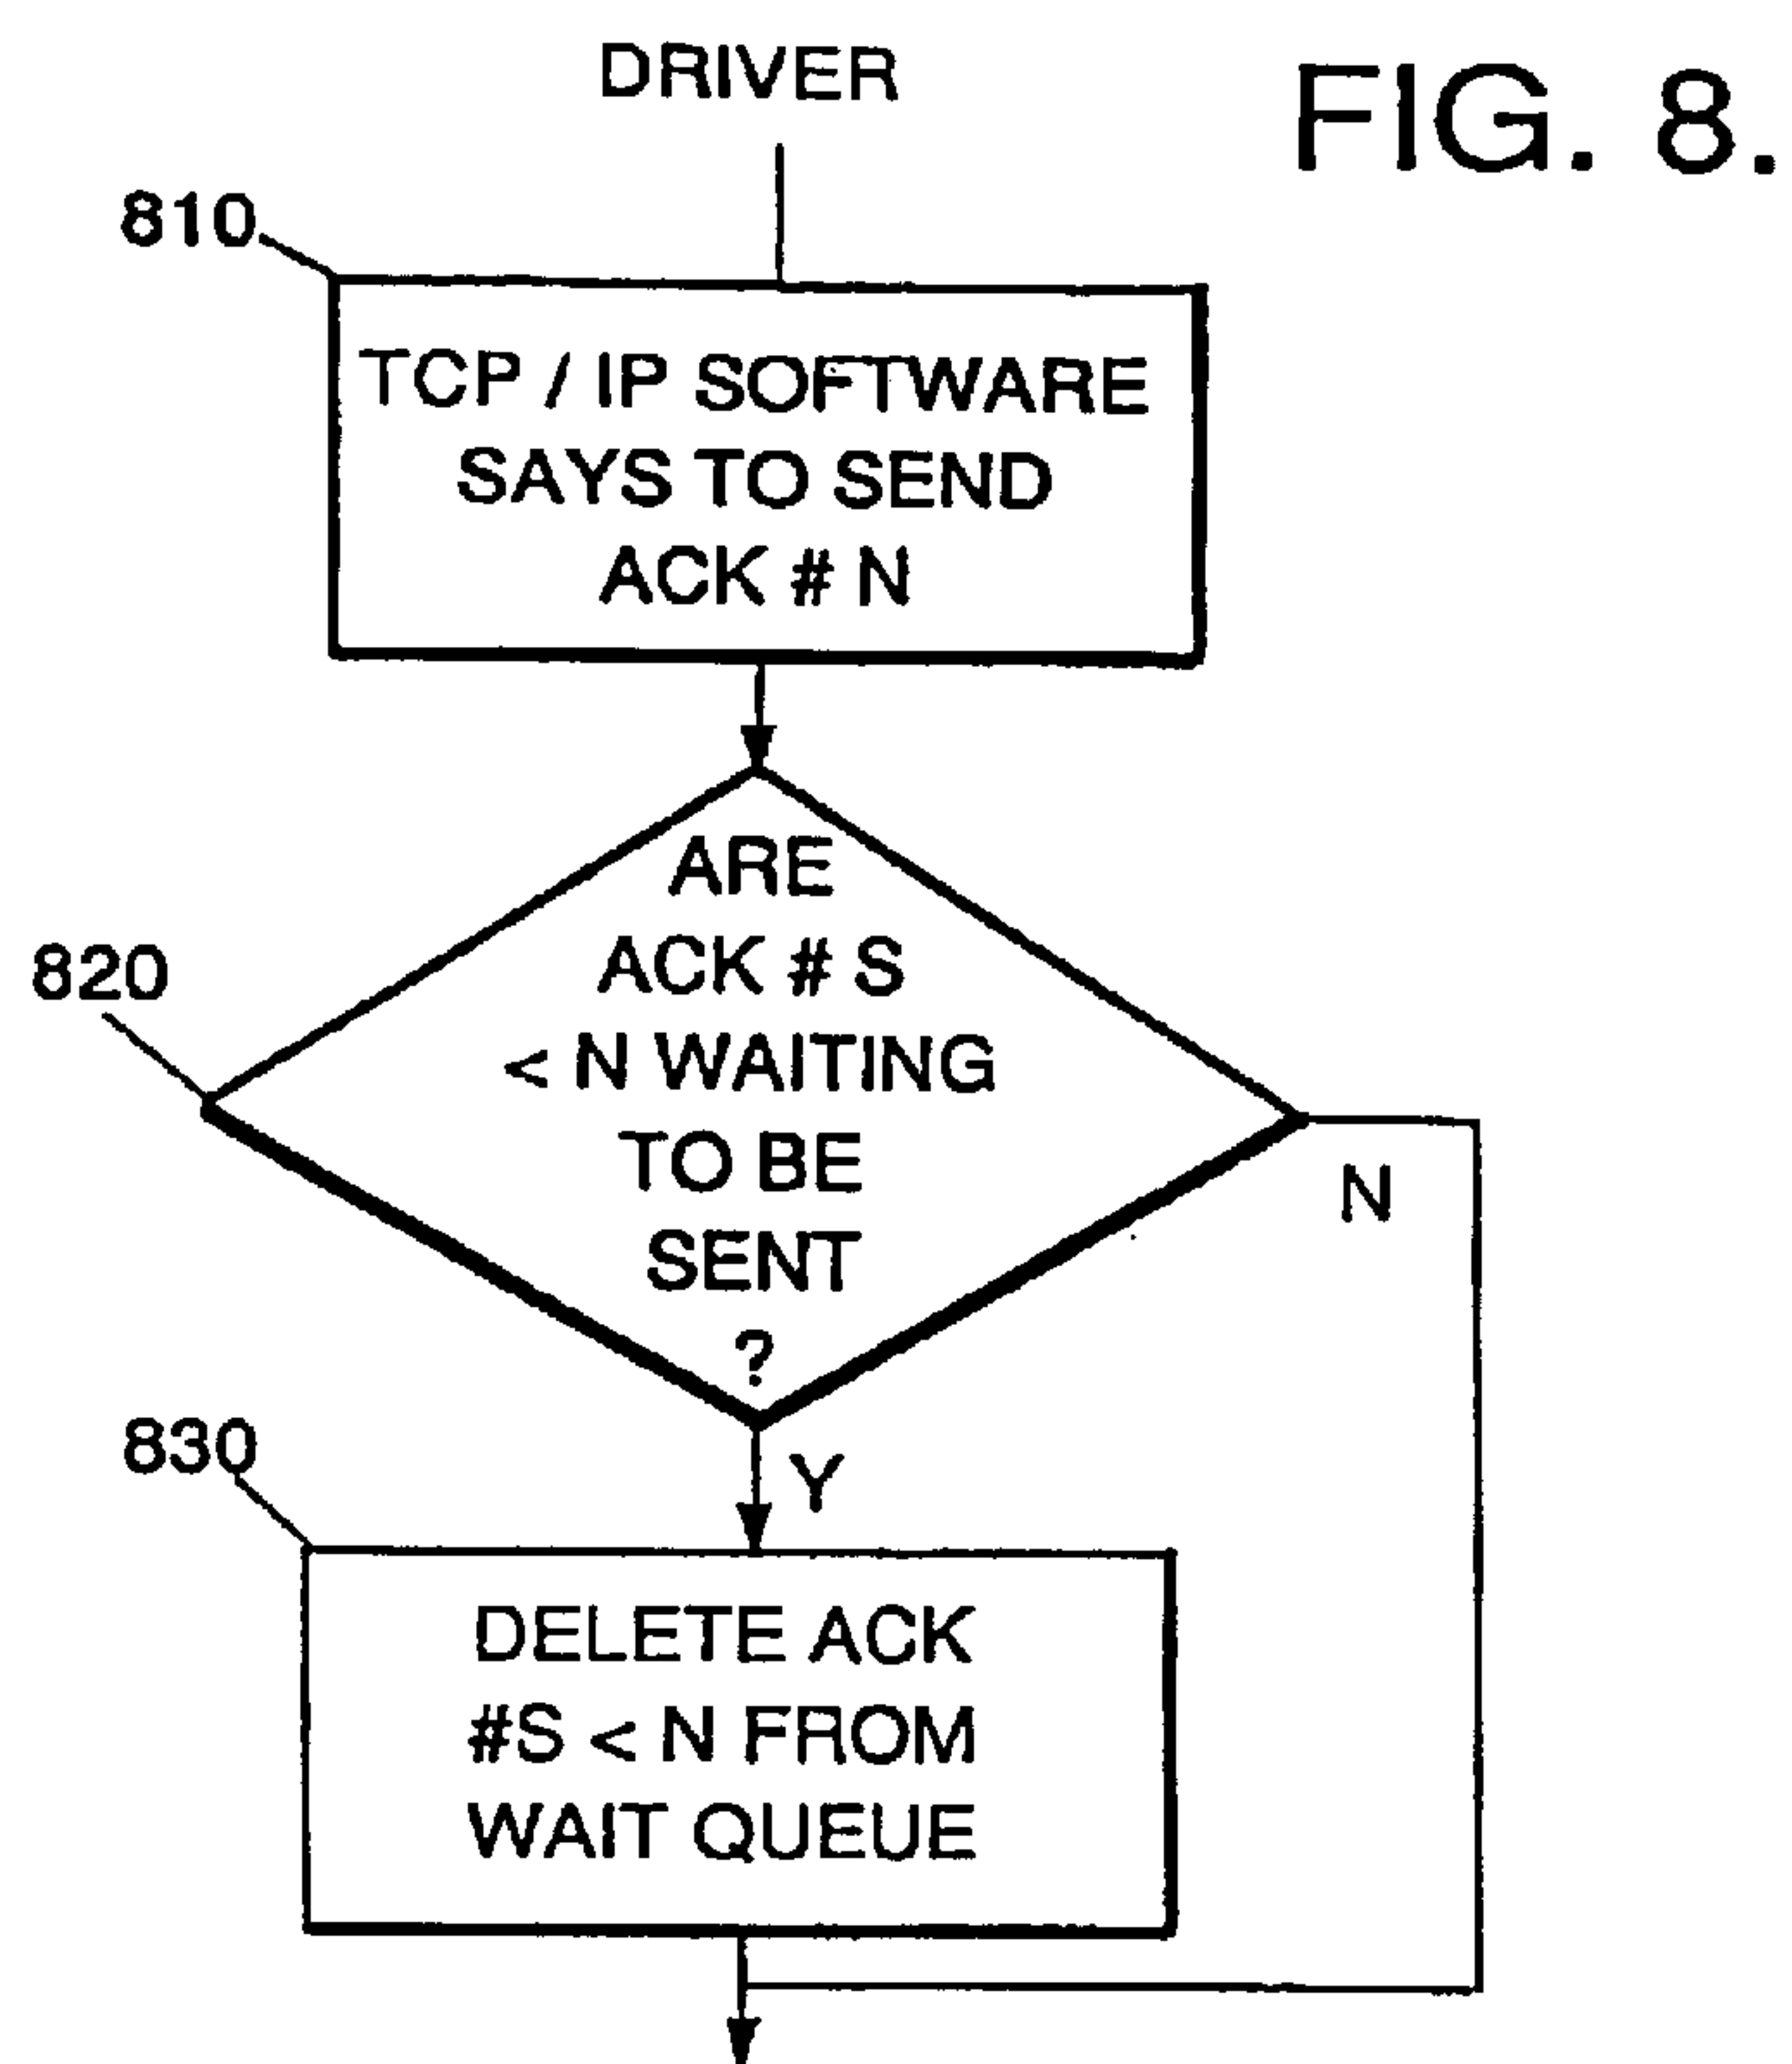 DRIVER
FIG. 8.
810
TCP / IP SOFTWARE
SAYS TO SEND
ACK # N
820
ARE
ACK # S
< N WAITING
TO BE
SENT
?
N
Y
830
DELETE ACK
#S < N FROM
WAIT QUEUE